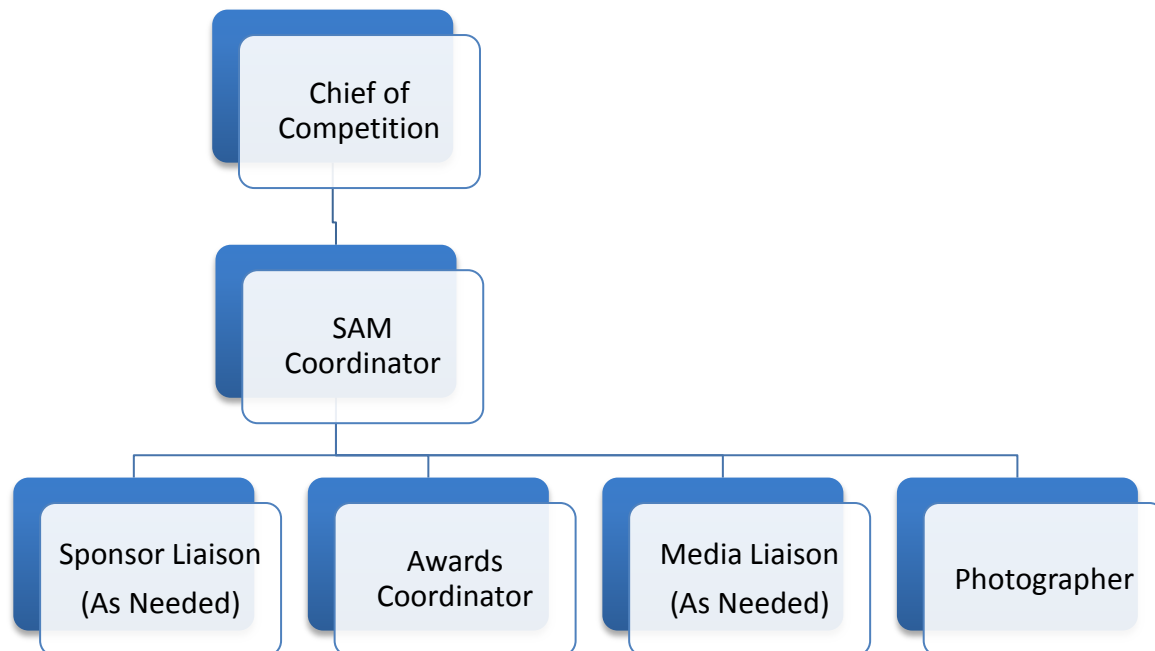 Chief of
Competition
SAM
Coordinator
Sponsor Liaison
(As Needed)
Awards
Coordinator
Media Liaison
(As Needed)
Photographer